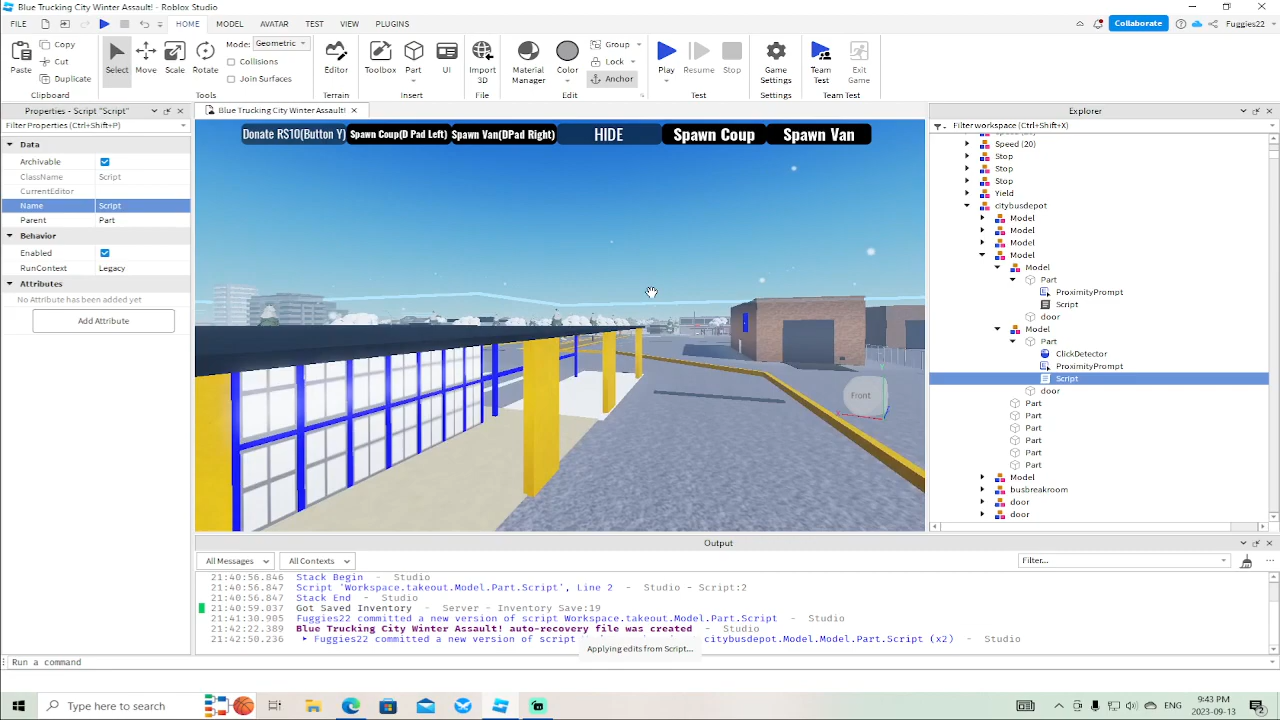 Blue Trucking City Winter Assault! - Roblox Studio
FILE HOME MODEL AVATAR TEST VIEW PLUGINS
Collaborate Fuggies22
Paste Copy Cut Duplicate Clipboard
Select Move Scale Rotate Mode: Geometric Collisions Join Surfaces Tools
Editor Terrain
Toolbox Part UI Insert
Import 3D File
Material Manager Color Group Lock Anchor Edit
Play Resume Stop Test
Game Settings Settings
Team Test Exit Game Team Test
Properties - Script "Script"
Filter Properties (Ctrl+Shift+P)
Data
Archivable
ClassName Script
CurrentEditor
Name Script
Parent Part
Behavior
Enabled
RunContext Legacy
Attributes
No Attribute has been added yet
Add Attribute
Blue Trucking City Winter Assault!
Donate RS10(Button Y) Spawn Coup(D Pad Left) Spawn Van(DPad Right) HIDE Spawn Coup Spawn Van
Front
Explorer
Filter workspace (Ctrl+Shift+X)
Speed (20)
Stop
Stop
Stop
Yield
citybusdepot
Model
Model
Model
Model
Model
Part
ProximityPrompt
Script
door
Model
Part
ClickDetector
ProximityPrompt
Script
door
Part
Part
Part
Part
Part
Part
Model
busbreakroom
door
door
Output
All Messages All Contexts Filter...
21:40:56.846 Stack Begin - Studio
21:40:56.847 Script 'Workspace.takeout.Model.Part.Script', Line 2 - Studio - Script:2
21:40:56.847 Stack End - Studio
21:40:59.037 Got Saved Inventory - Server - Inventory Save:19
21:41:30.905 Fuggies22 committed a new version of script Workspace.takeout.Model.Part.Script - Studio
21:42:22.389 Blue Trucking City Winter Assault! auto-recovery file was created - Studio
21:42:50.236 Fuggies22 committed a new version of script citybusdepot.Model.Model.Part.Script (x2) - Studio
Applying edits from Script...
Run a command
Type here to search
ENG 9:43 PM
2023-09-13
2